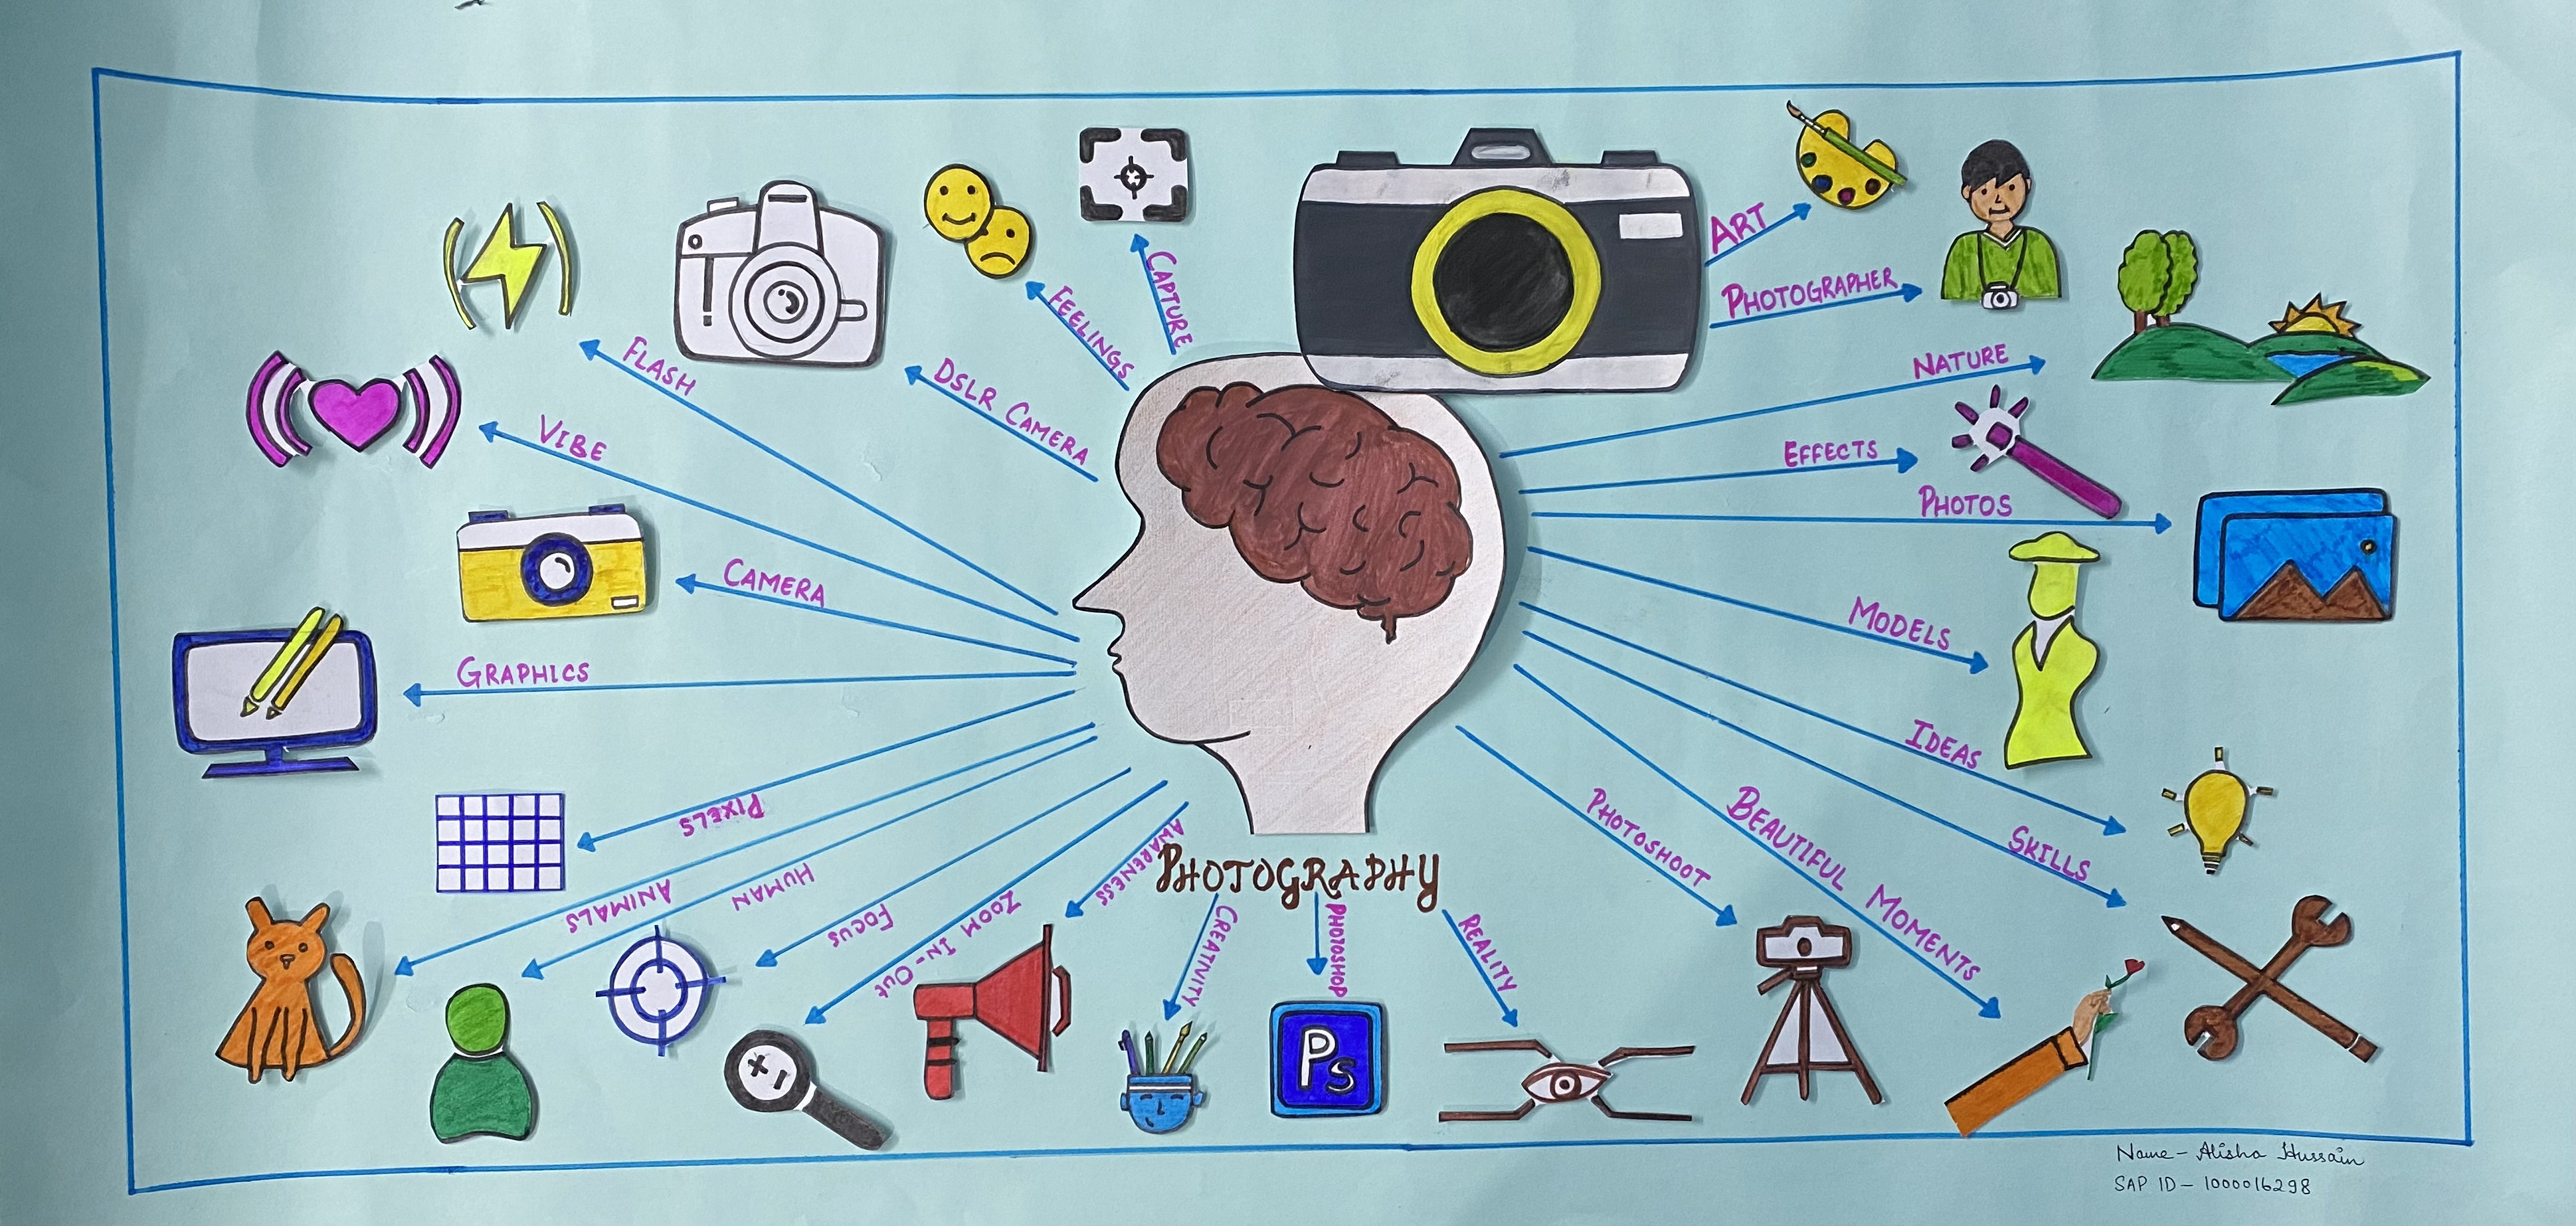 CAPTURE
ART
PHOTOGRAPHER
FEELINGS
FLASH
DSLR CAMERA
NATURE
VIBE
EFFECTS
PHOTOS
CAMERA
MODELS
GRAPHICS
IDEAS
PIXELS
BEAUTIFUL MOMENTS
PHOTOSHOOT
SKILLS
ANIMALS
HUMAN
FOCUS
ZOOM IN-OUT
AWARENESS
PHOTOGRAPHY
CREATIVITY
PHOTOSHOP
REALITY
Ps
Name - Alisha Hussain
SAP ID - 1000016298